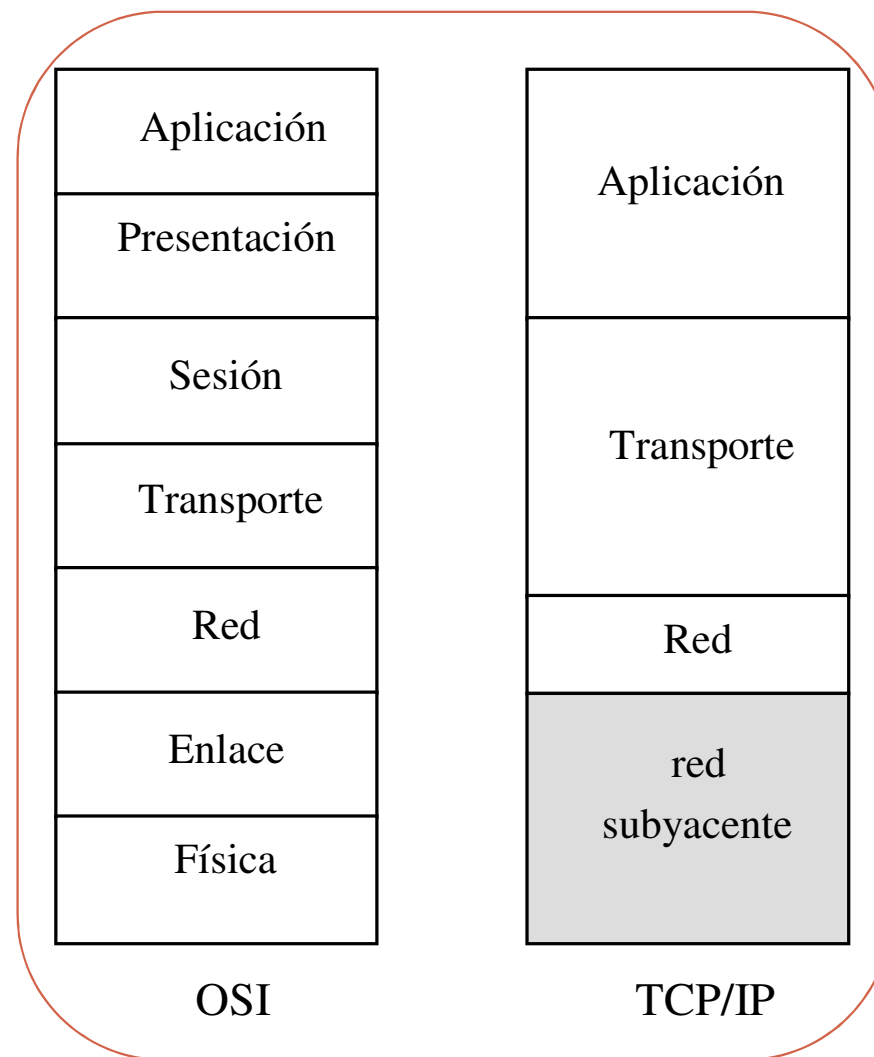 Aplicación
Presentación
Sesión
Transporte
Red
Enlace
Física
OSI
Aplicación
Transporte
Red
red
subyacente
TCP/IP